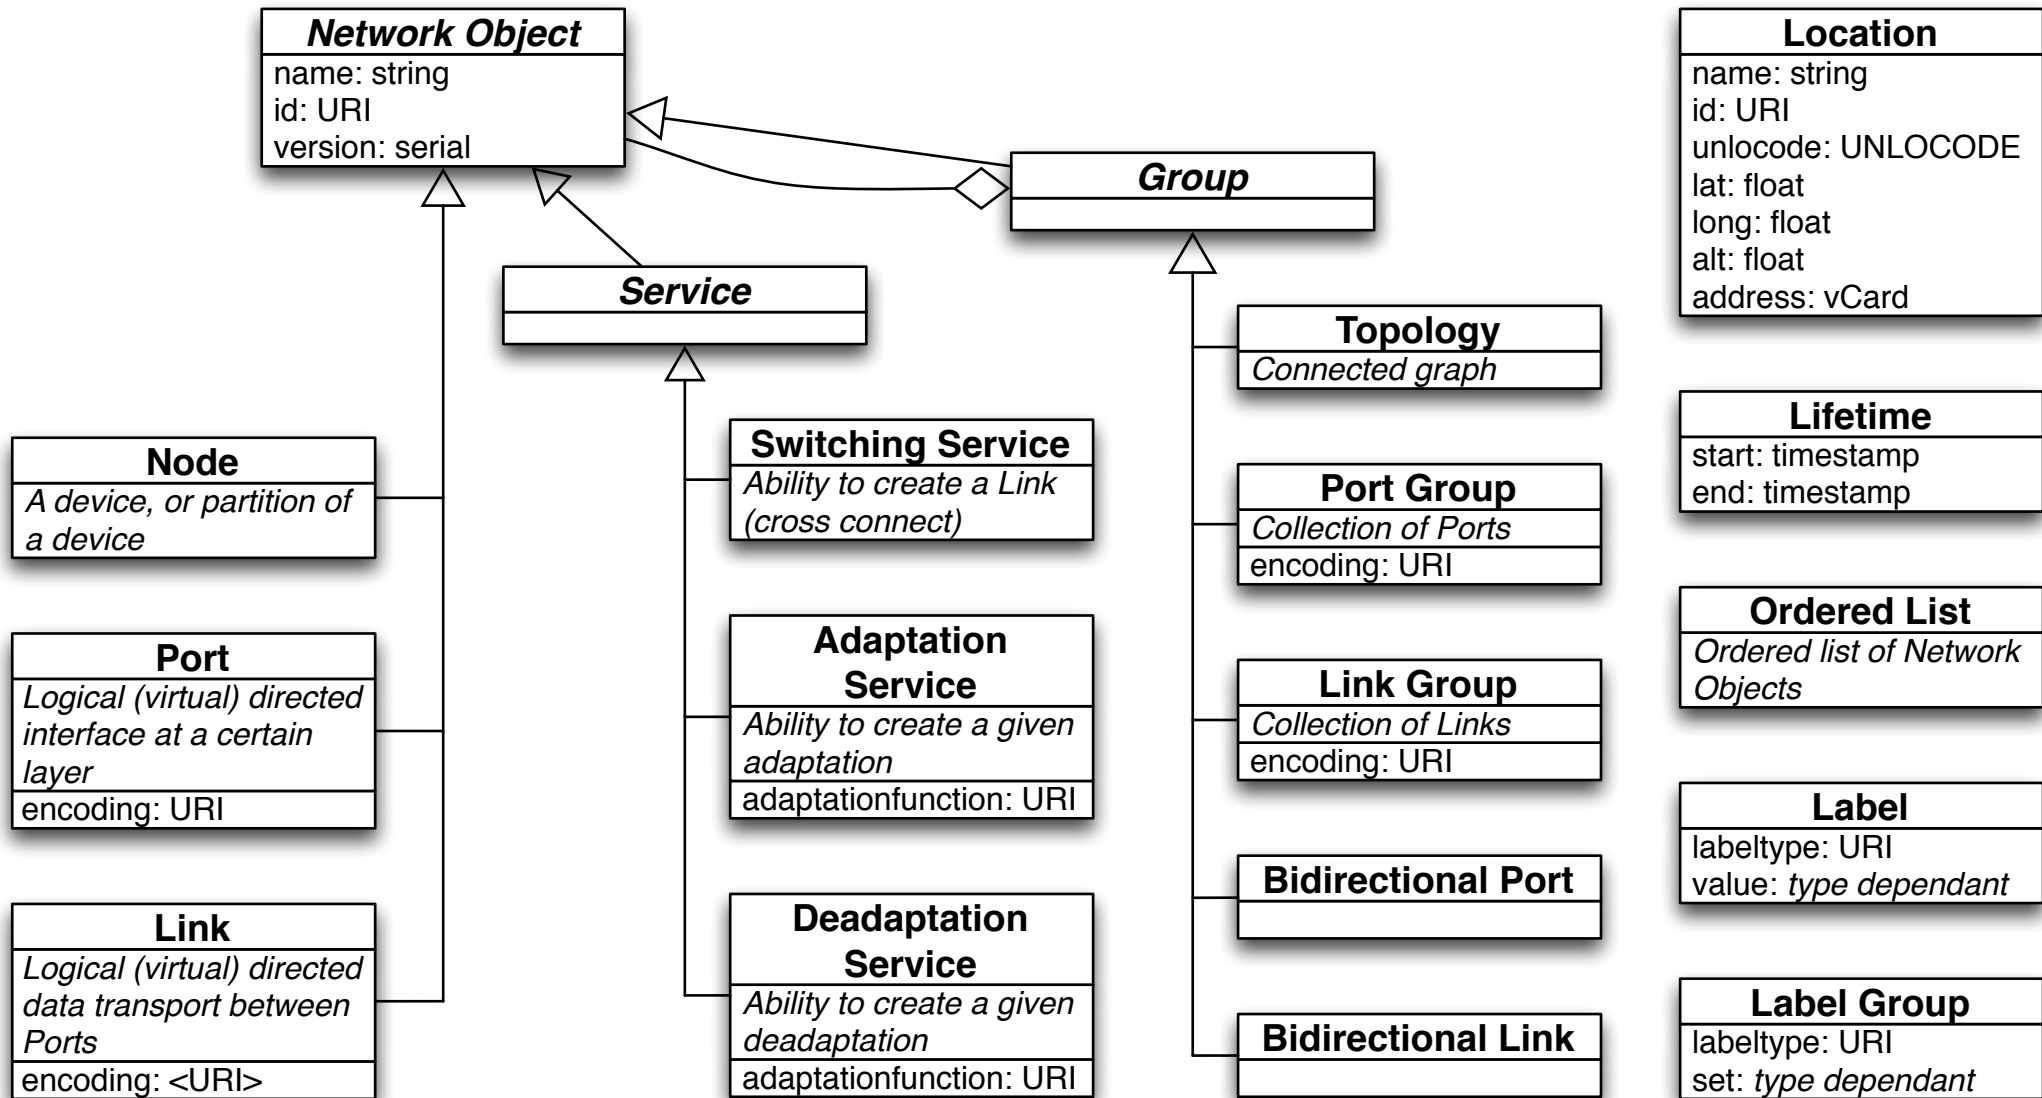 Network Object
name: string
id: URI
version: serial
Group
Service
Node
A device, or partition of
a device
Port
Logical (virtual) directed
interface at a certain
layer
encoding: URI
Link
Logical (virtual) directed
data transport between
Ports
encoding: <URI>
Switching Service
Ability to create a Link
(cross connect)
Adaptation
Service
Ability to create a given
adaptation
adaptationfunction: URI
Deadaptation
Service
Ability to create a given
deadaptation
adaptationfunction: URI
Topology
Connected graph
Port Group
Collection of Ports
encoding: URI
Link Group
Collection of Links
encoding: URI
Bidirectional Port
Bidirectional Link
Location
name: string
id: URI
unlocode: UNLOCODE
lat: float
long: float
alt: float
address: vCard
Lifetime
start: timestamp
end: timestamp
Ordered List
Ordered list of Network
Objects
Label
labeltype: URI
value: type dependant
Label Group
labeltype: URI
set: type dependant